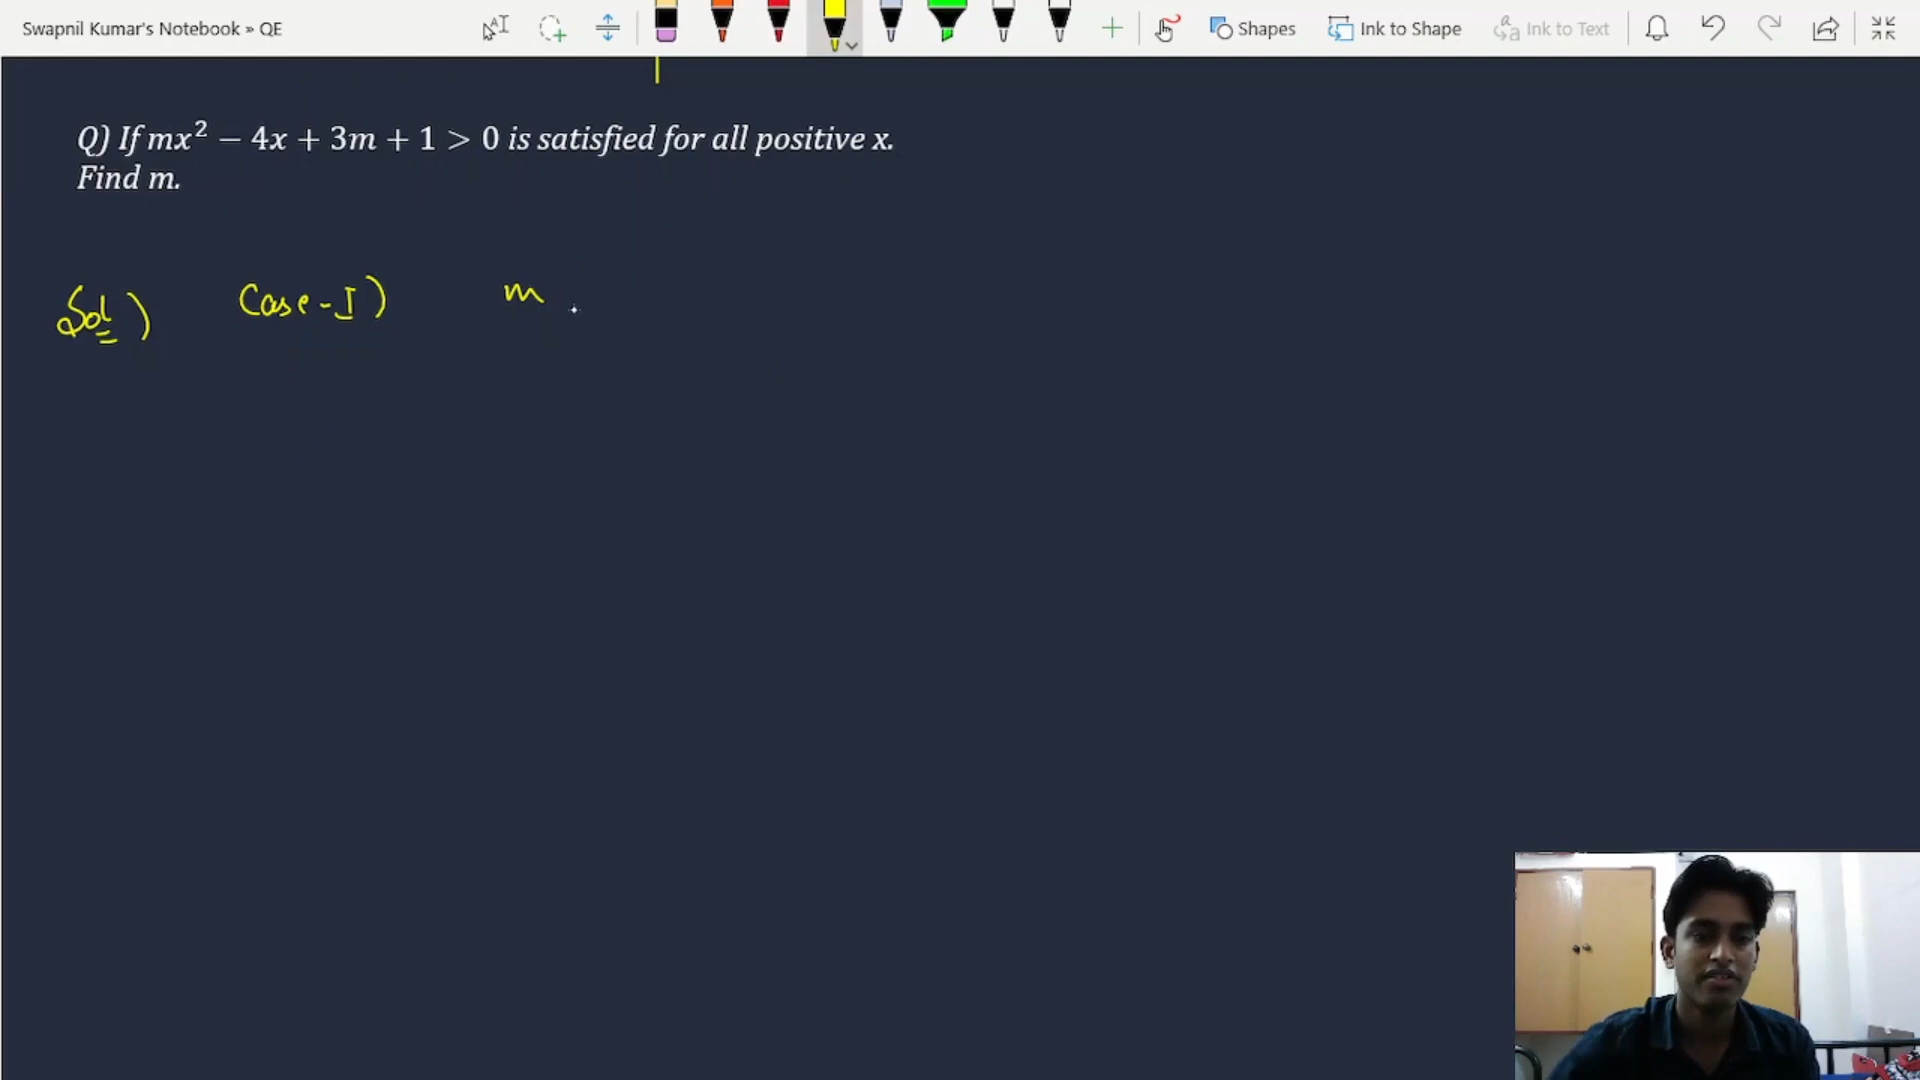 Swapnil Kumar's Notebook » QE
Shapes
Ink to Shape
Ink to Text
Q) If mx² − 4x + 3m + 1 > 0 is satisfied for all positive x.
Find m.
Sol) Case-I) m